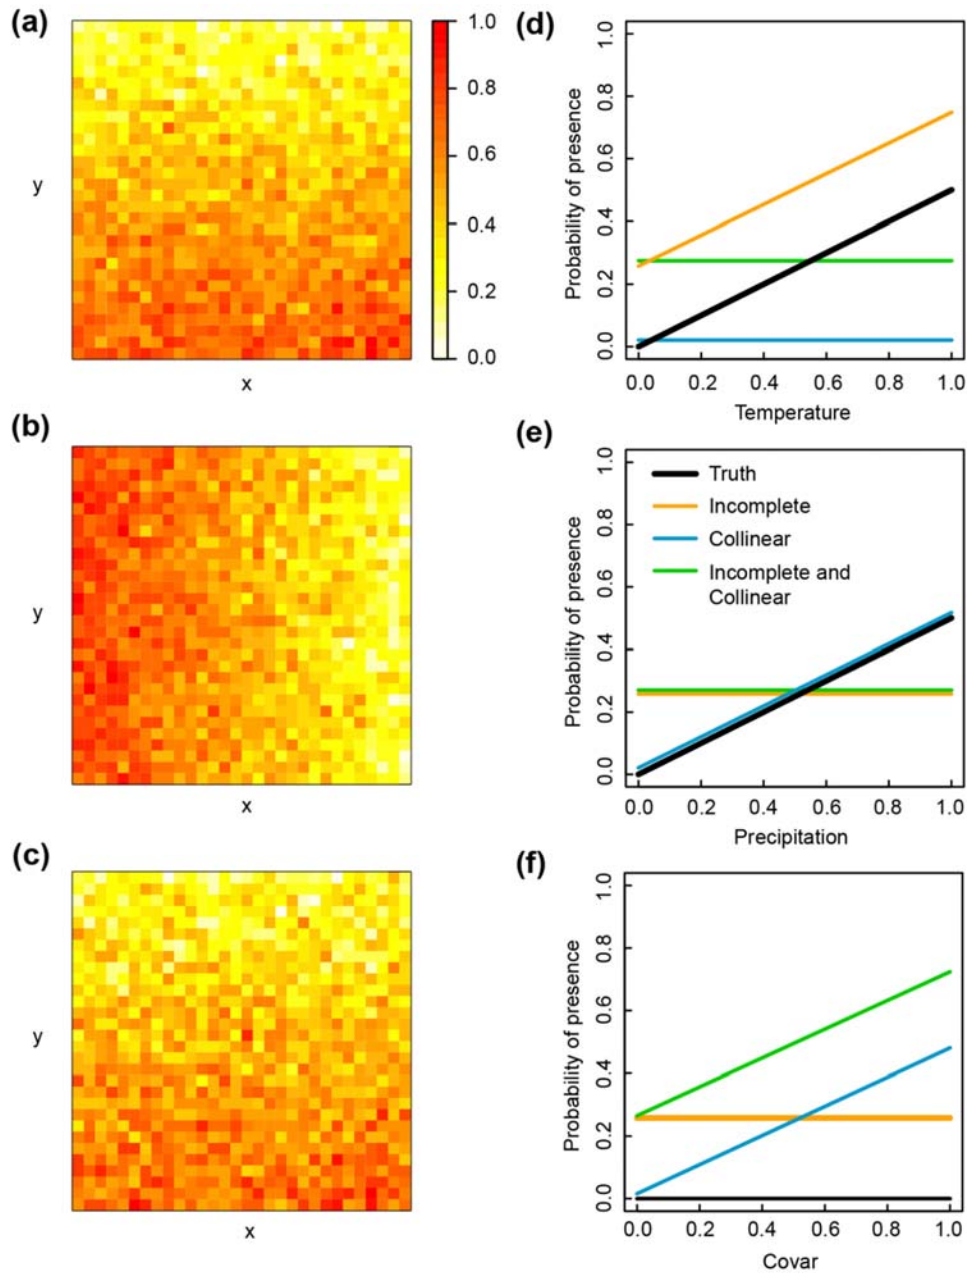 (a)
y
x
1.0
0.8
0.6
0.4
0.2
0.0
(d)
Probability of presence
1.0
0.8
0.6
0.4
0.2
0.0
0.0 0.2 0.4 0.6 0.8 1.0
Temperature
(b)
y
x
(e)
Probability of presence
1.0
0.8
0.6
0.4
0.2
0.0
Truth
Incomplete
Collinear
Incomplete and
Collinear
0.0 0.2 0.4 0.6 0.8 1.0
Precipitation
(c)
y
x
(f)
Probability of presence
1.0
0.8
0.6
0.4
0.2
0.0
0.0 0.2 0.4 0.6 0.8 1.0
Covar